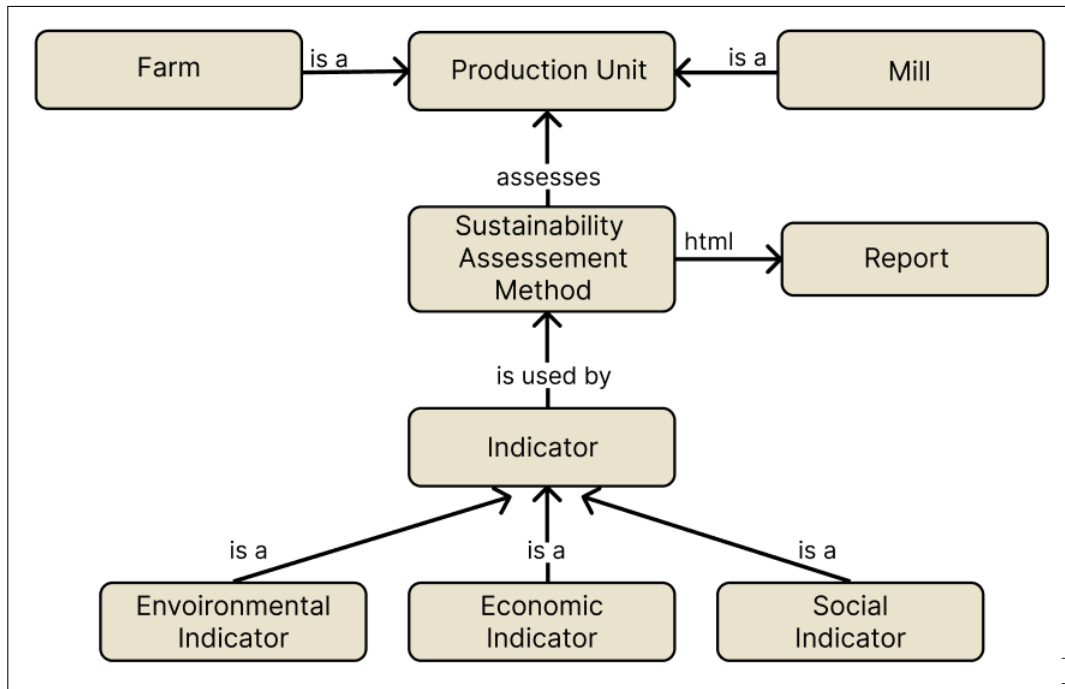 Farm
is a
Production Unit
is a
Mill
assesses
Sustainability
Assessement
Method
html
Report
is used by
Indicator
is a
is a
is a
Envoironmental
Indicator
Economic
Indicator
Social
Indicator